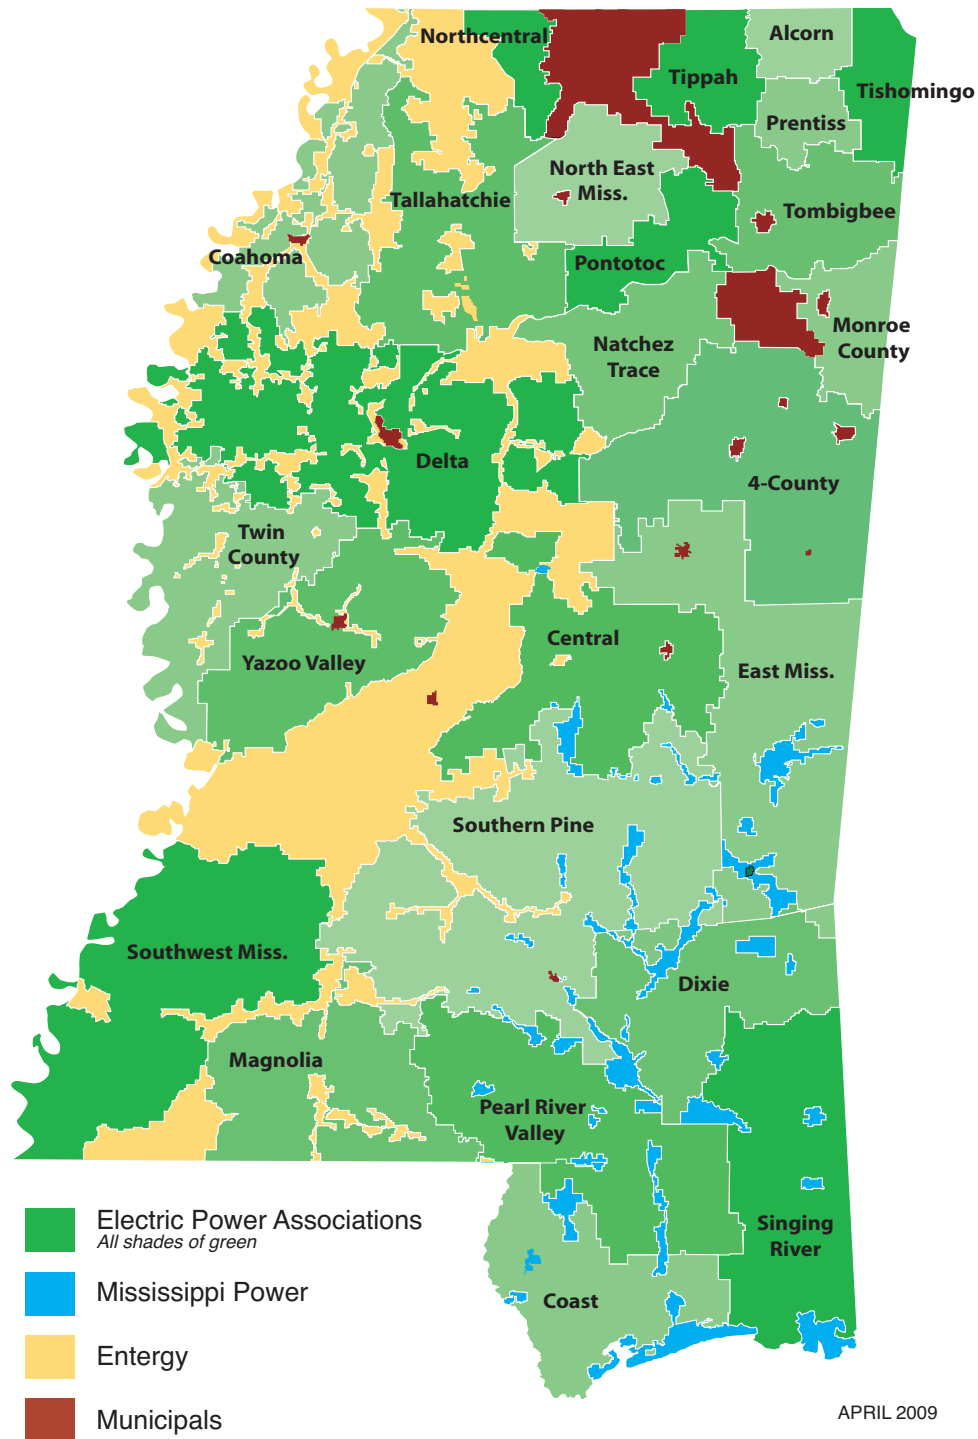 Northcentral
Alcorn
Tippah
Tishomingo
Prentiss
North East
Miss.
Tallahatchie
Tombigbee
Coahoma
Pontotoc
Monroe
County
Natchez
Trace
Delta
4-County
Twin
County
Central
Yazoo Valley
East Miss.
Southern Pine
Southwest Miss.
Dixie
Magnolia
Pearl River
Valley
Singing
River
Coast
Electric Power Associations
All shades of green
Mississippi Power
Entergy
Municipals
APRIL 2009